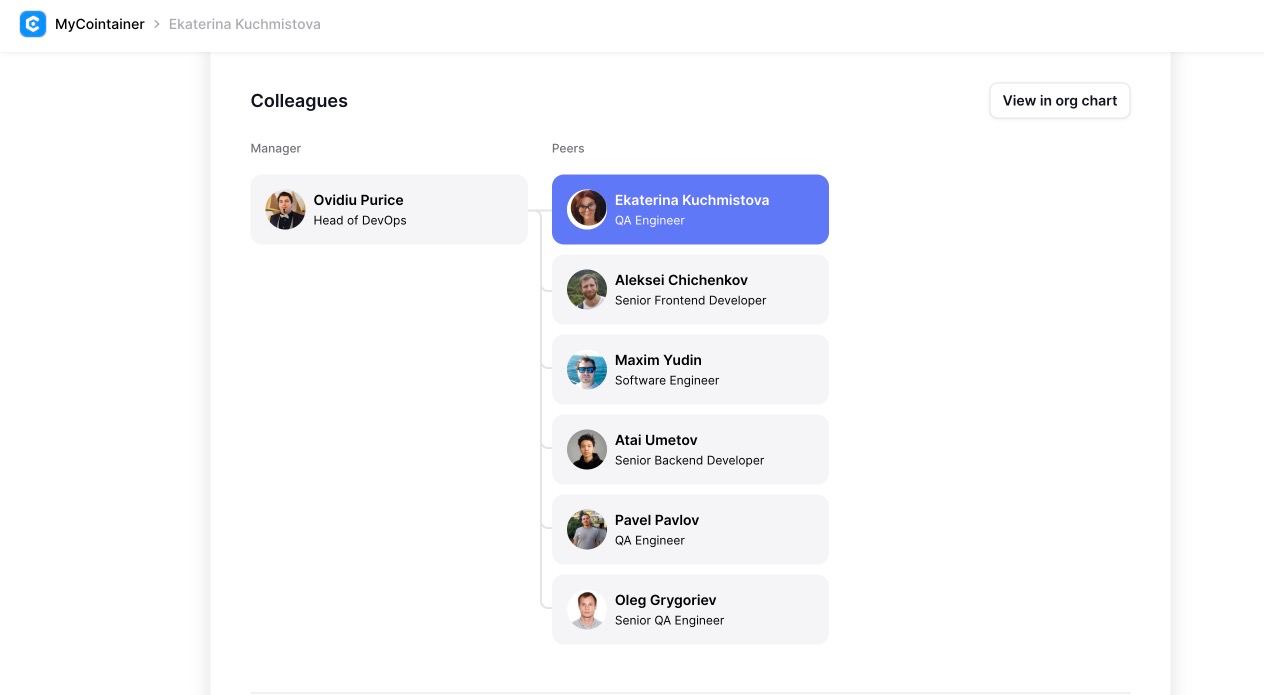 MyCointainer > Ekaterina Kuchmistova
Colleagues
View in org chart
Manager
Peers
Ovidiu Purice
Head of DevOps
Ekaterina Kuchmistova
QA Engineer
Aleksei Chichenkov
Senior Frontend Developer
Maxim Yudin
Software Engineer
Atai Umetov
Senior Backend Developer
Pavel Pavlov
QA Engineer
Oleg Grygoriev
Senior QA Engineer